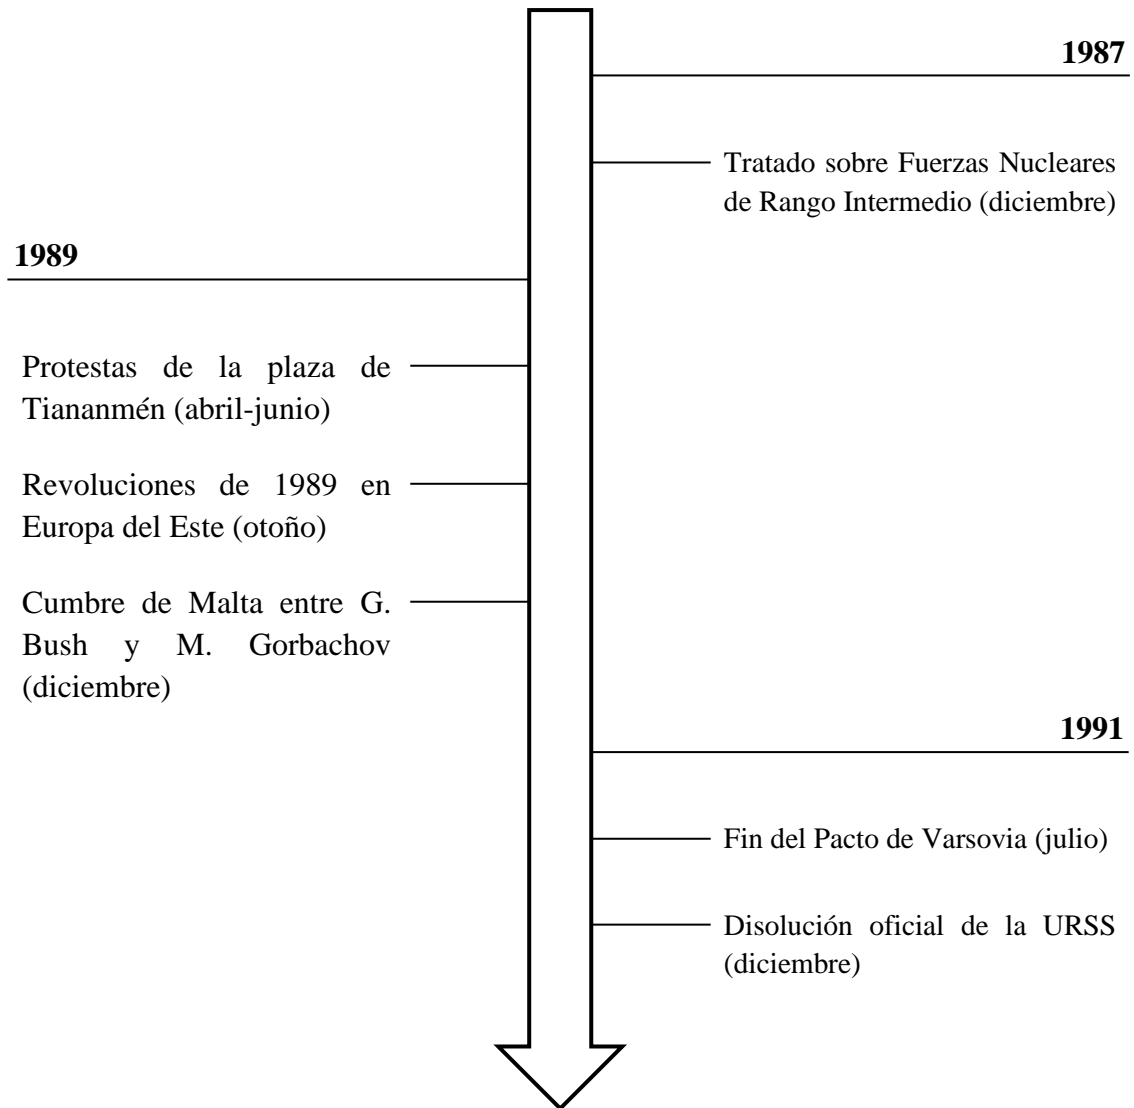 1987
Tratado sobre Fuerzas Nucleares
de Rango Intermedio (diciembre)
1989
Protestas de la plaza de
Tiananmén (abril-junio)
Revoluciones de 1989 en
Europa del Este (otoño)
Cumbre de Malta entre G.
Bush y M. Gorbachov
(diciembre)
1991
Fin del Pacto de Varsovia (julio)
Disolución oficial de la URSS
(diciembre)